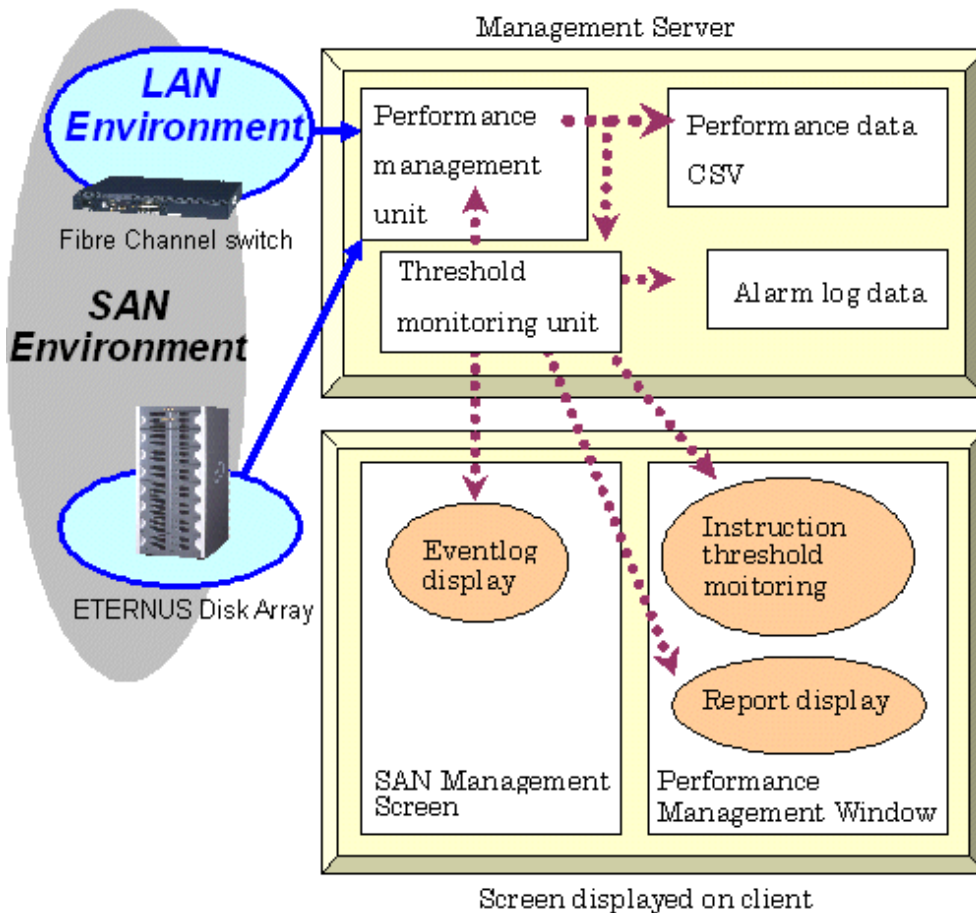 Management Server
LAN
Environment
Fibre Channel switch
SAN
Environment
ETERNUS Disk Array
Performance
management
unit
Performance data
CSV
Threshold
monitoring unit
Alarm log data
Eventlog
display
SAN Management
Screen
Instruction
threshold
moitoring
Report display
Performance
Management Window
Screen displayed on client